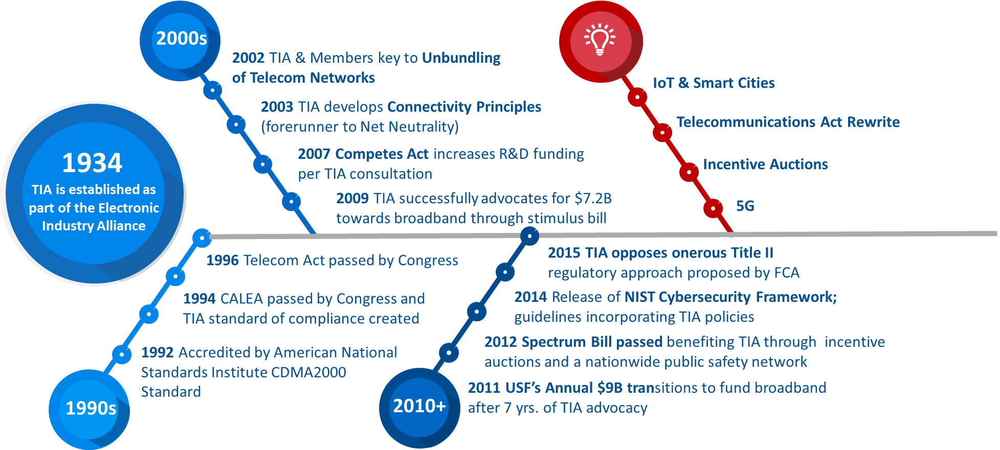 1934
TIA is established as
part of the Electronic
Industry Alliance
1990s
1996 Telecom Act passed by Congress
1994 CALEA passed by Congress and
TIA standard of compliance created
1992 Accredited by American National
Standards Institute CDMA2000
Standard
2000s
2002 TIA & Members key to Unbundling
of Telecom Networks
2003 TIA develops Connectivity Principles
(forerunner to Net Neutrality)
2007 Competes Act increases R&D funding
per TIA consultation
2009 TIA successfully advocates for $7.2B
towards broadband through stimulus bill
2010+
2015 TIA opposes onerous Title II
regulatory approach proposed by FCA
2014 Release of NIST Cybersecurity Framework;
guidelines incorporating TIA policies
2012 Spectrum Bill passed benefiting TIA through incentive
auctions and a nationwide public safety network
2011 USF’s Annual $9B transitions to fund broadband
after 7 yrs. of TIA advocacy
IoT & Smart Cities
Telecommunications Act Rewrite
Incentive Auctions
5G